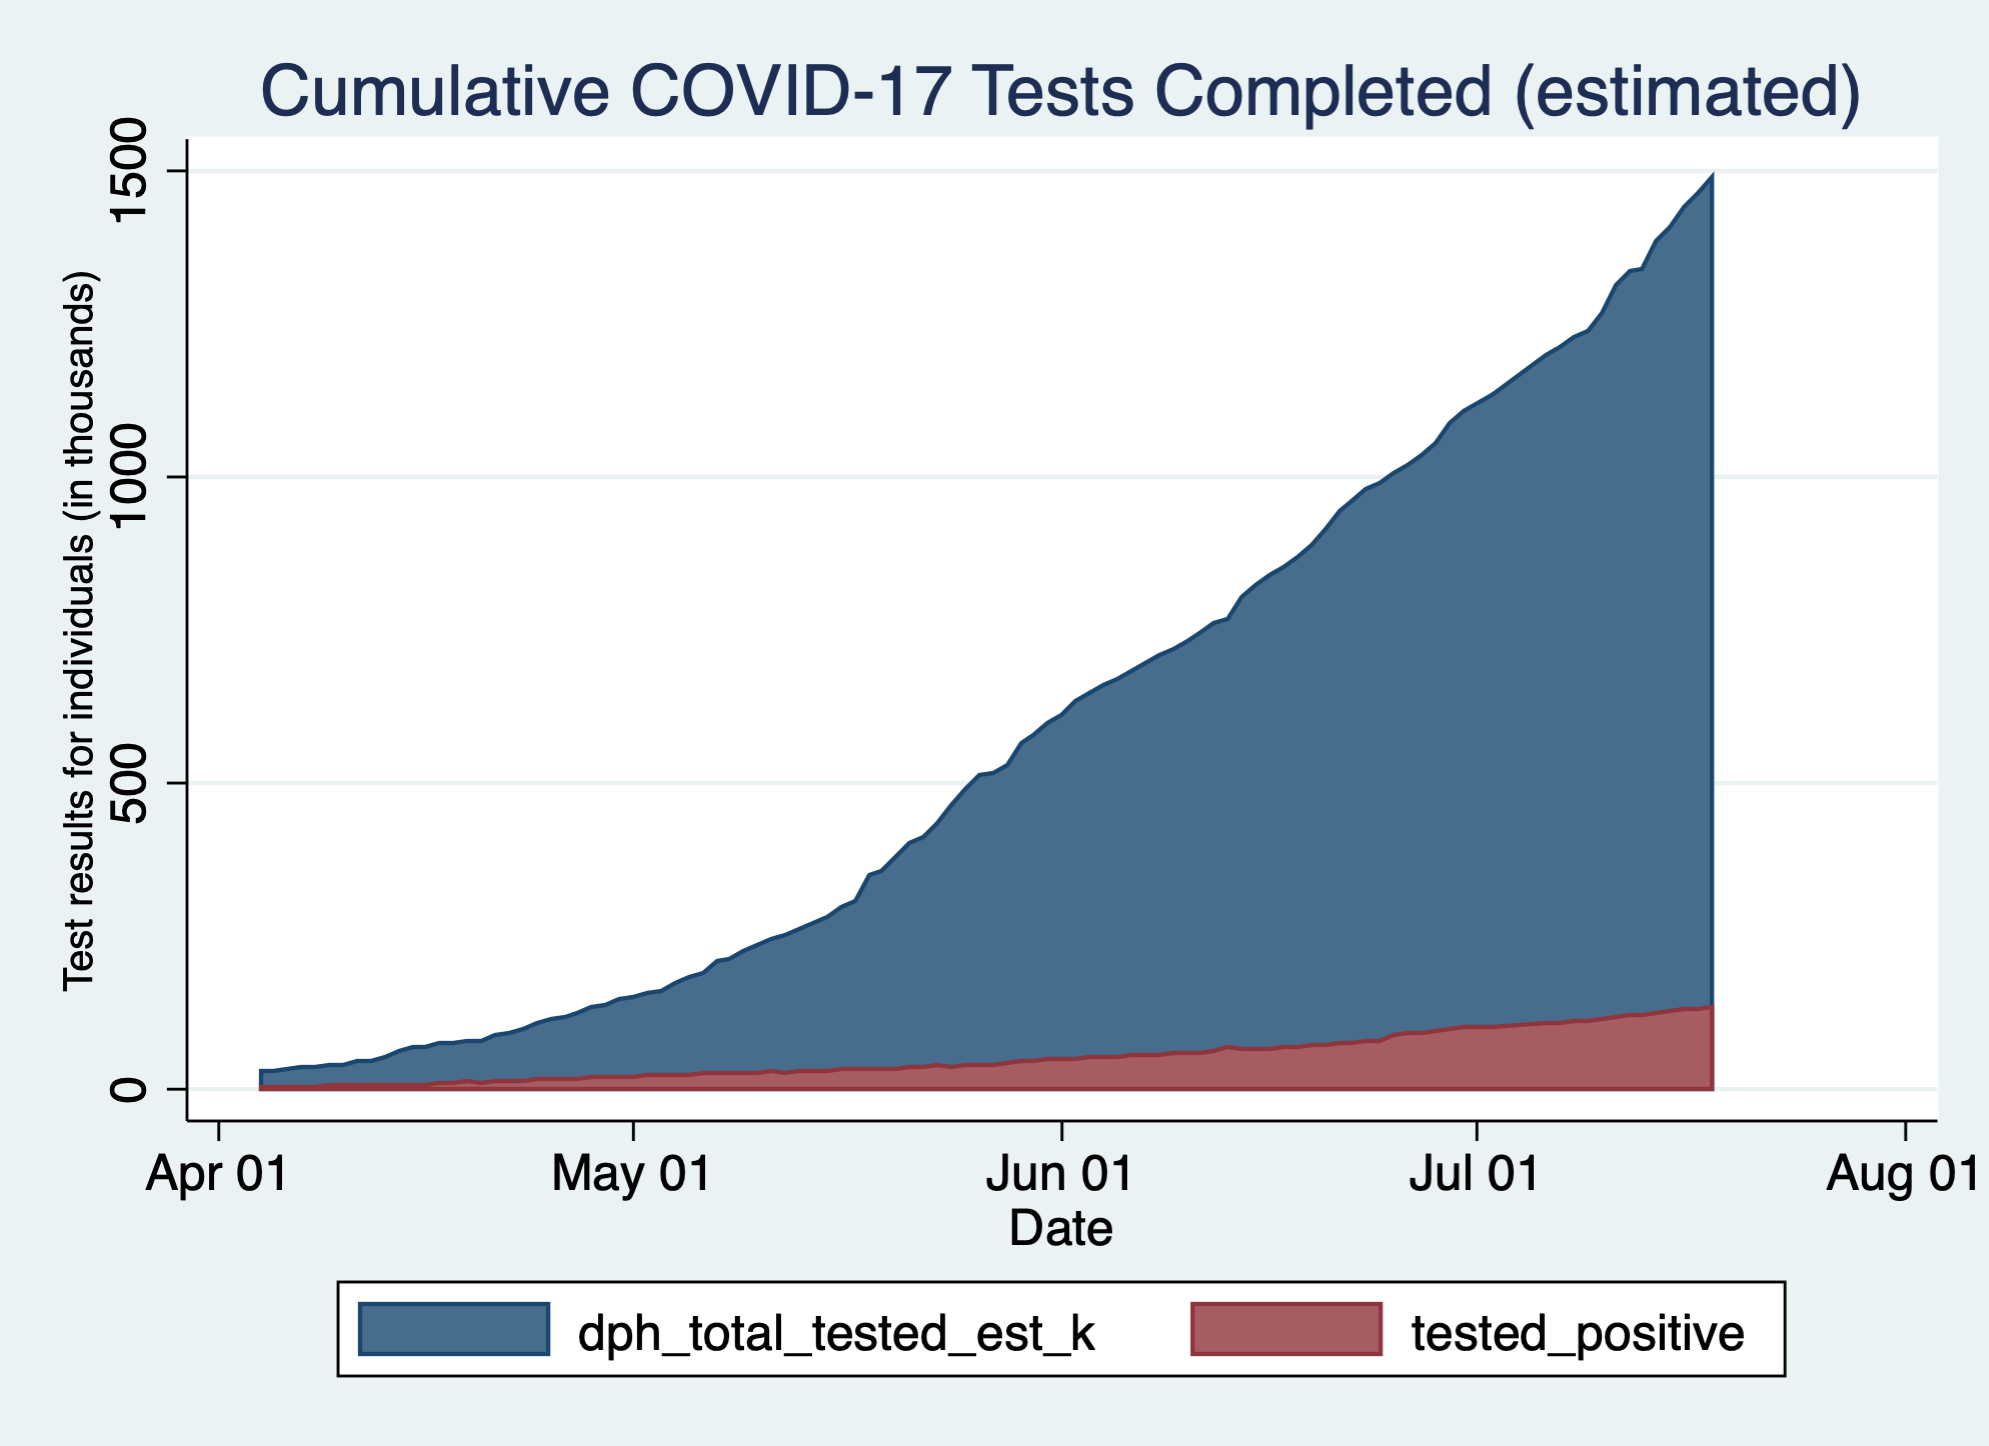 Cumulative COVID-17 Tests Completed (estimated)
Test results for individuals (in thousands)
1500
1000
500
0
Apr 01
May 01
Jun 01
Jul 01
Aug 01
Date
dph_total_tested_est_k
tested_positive